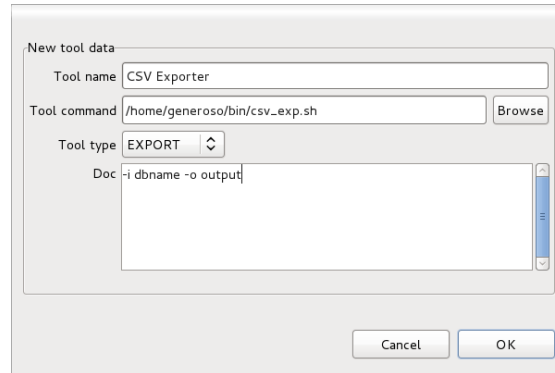 New tool data
Tool name CSV Exporter
Tool command /home/generoso/bin/csv_exp.sh Browse
Tool type EXPORT
Doc -i dbname -o output
Cancel OK